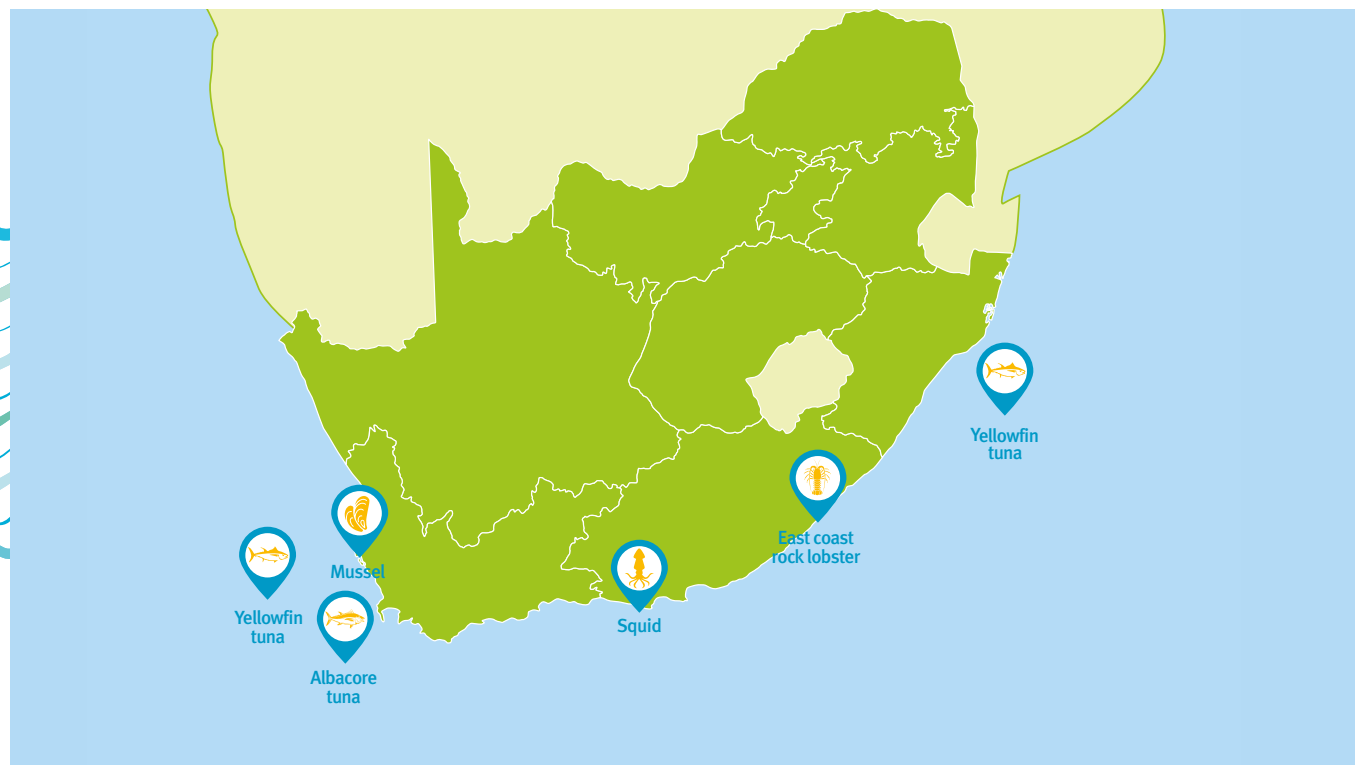 Yellowfin
tuna
East coast
rock lobster
Mussel
Yellowfin
tuna
Squid
Albacore
tuna